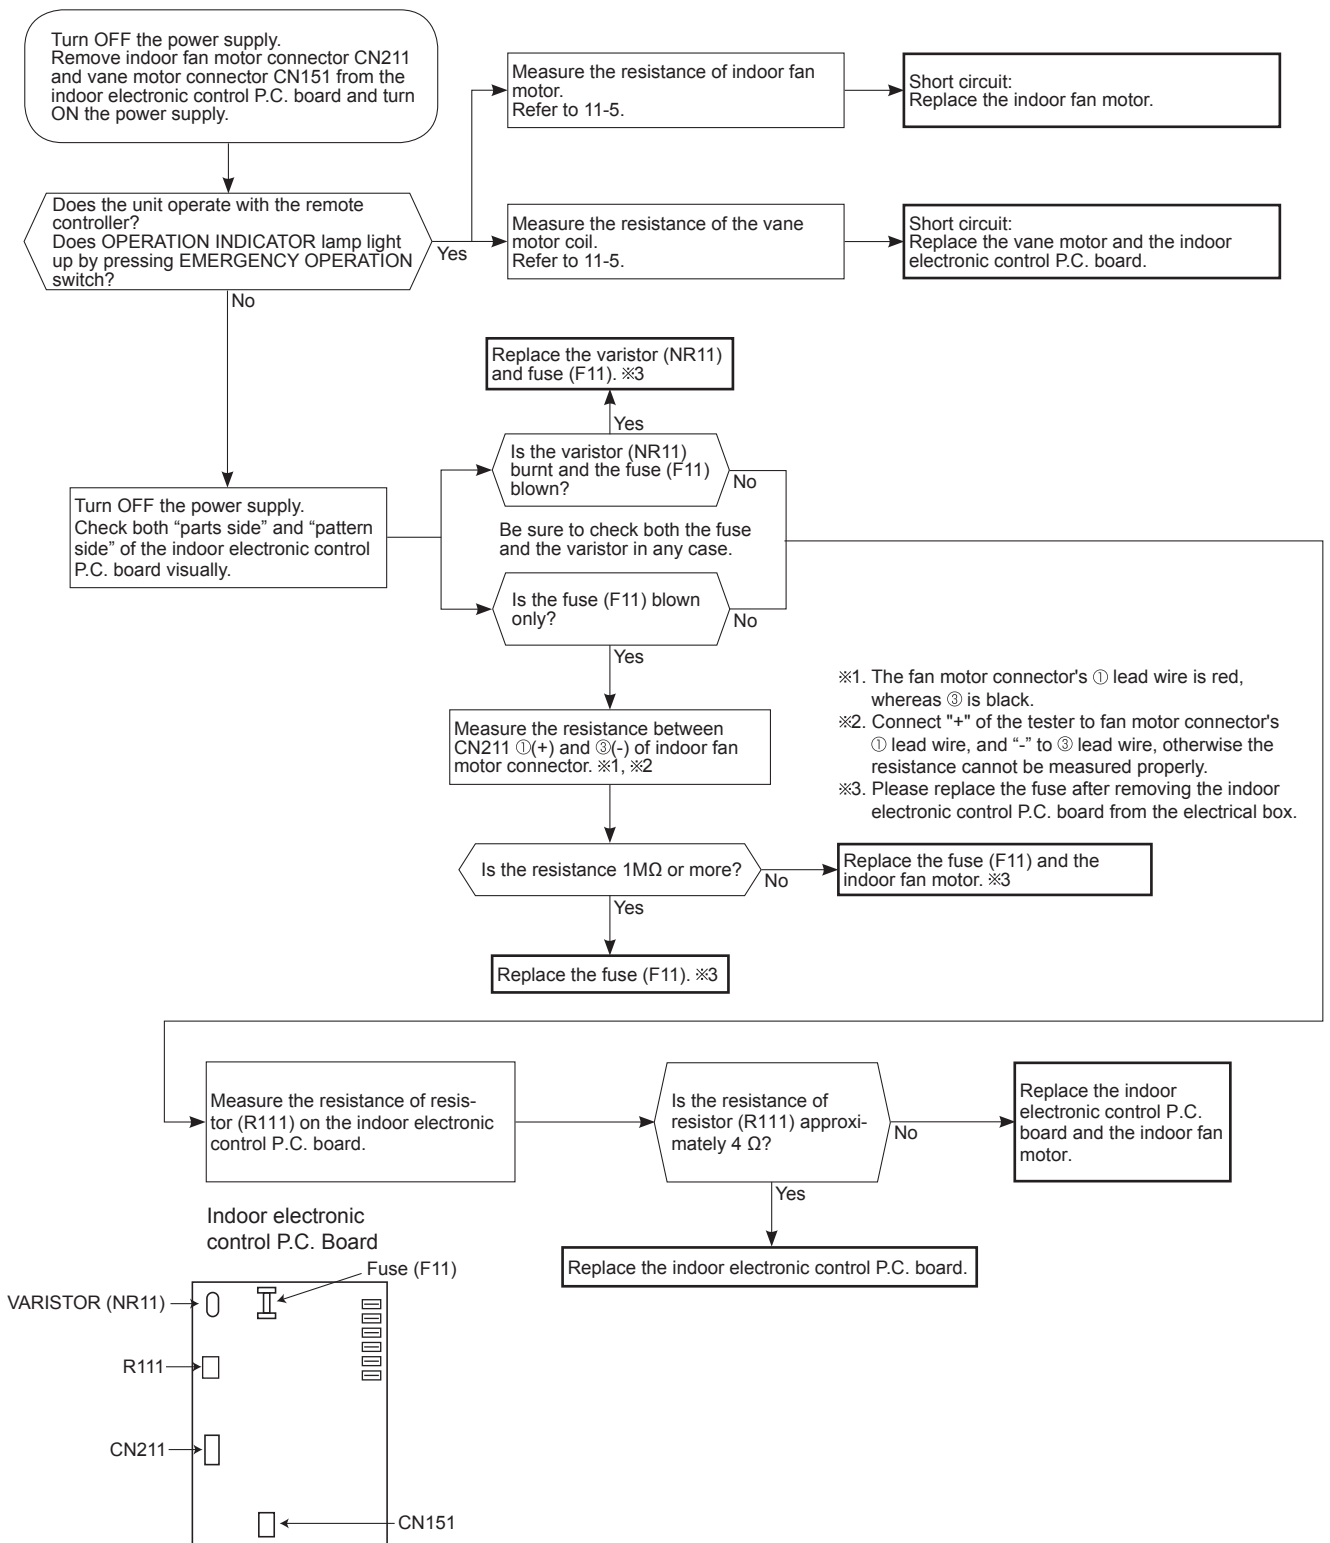 Turn OFF the power supply.
Remove indoor fan motor connector CN211
and vane motor connector CN151 from the
indoor electronic control P.C. board and turn
ON the power supply.
Measure the resistance of indoor fan
motor.
Refer to 11-5.
Short circuit:
Replace the indoor fan motor.
Does the unit operate with the remote
controller?
Does OPERATION INDICATOR lamp light
up by pressing EMERGENCY OPERATION
switch?
Yes
Measure the resistance of the vane
motor coil.
Refer to 11-5.
Short circuit:
Replace the vane motor and the indoor
electronic control P.C. board.
No
Replace the varistor (NR11)
and fuse (F11). ※3
Yes
Is the varistor (NR11)
burnt and the fuse (F11)
blown?
No
Turn OFF the power supply.
Check both “parts side” and “pattern
side” of the indoor electronic control
P.C. board visually.
Be sure to check both the fuse
and the varistor in any case.
Is the fuse (F11) blown
only?
No
Yes
※1. The fan motor connector's ① lead wire is red,
whereas ③ is black.
※2. Connect "+" of the tester to fan motor connector's
① lead wire, and “-” to ③ lead wire, otherwise the
resistance cannot be measured properly.
※3. Please replace the fuse after removing the indoor
electronic control P.C. board from the electrical box.
Measure the resistance between
CN211 ①(+) and ③(-) of indoor fan
motor connector. ※1, ※2
Is the resistance 1MΩ or more?
No
Replace the fuse (F11) and the
indoor fan motor. ※3
Yes
Replace the fuse (F11). ※3
Measure the resistance of resis-
tor (R111) on the indoor electronic
control P.C. board.
Is the resistance of
resistor (R111) approxi-
mately 4 Ω?
No
Replace the indoor
electronic control P.C.
board and the indoor fan
motor.
Yes
Replace the indoor electronic control P.C. board.
Indoor electronic
control P.C. Board
Fuse (F11)
VARISTOR (NR11)
R111
CN211
CN151